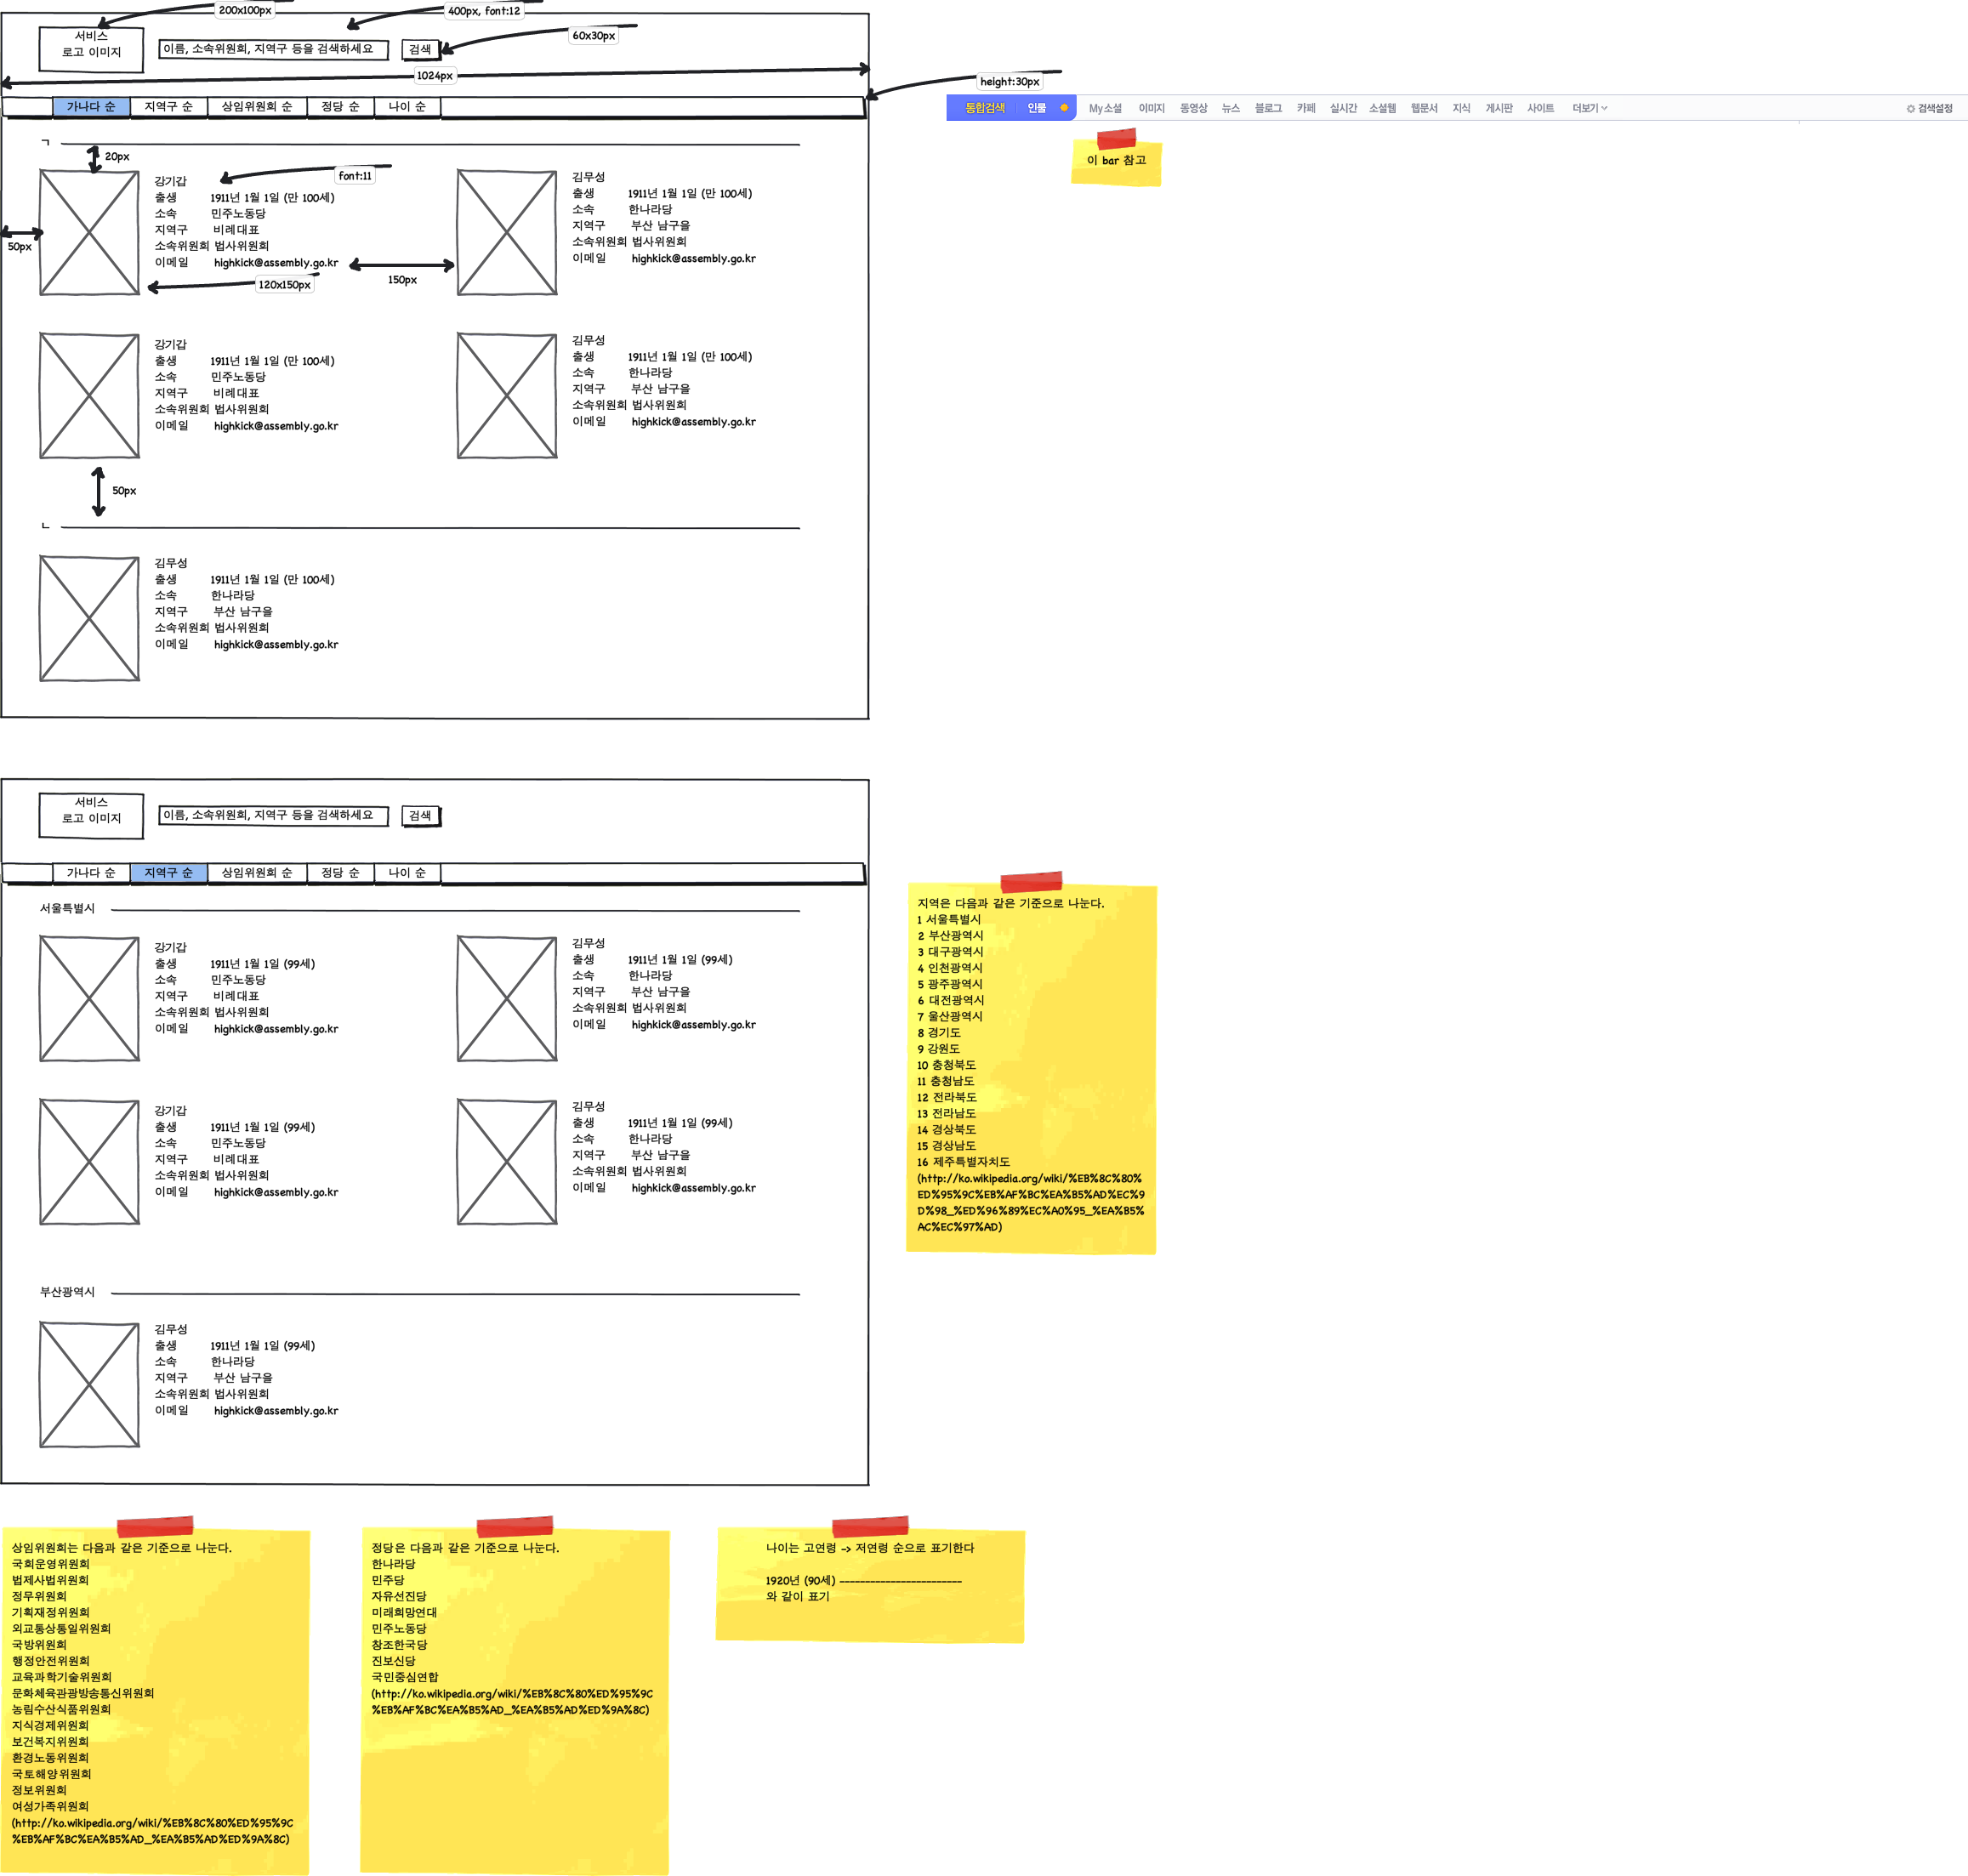 200x100px
400px, font:12
60x30px
서비스
로고 이미지
이름, 소속위원회, 지역구 등을 검색하세요
검색
1024px
height:30px
가나다 순
지역구 순
상임위원회 순
정당 순
나이 순
통합검색 인물 My소셜 이미지 동영상 뉴스 블로그 카페 실시간 소셜웹 웹문서 지식 게시판 사이트 더보기 검색설정
이 bar 참고
ㄱ
20px
font:11
강기갑
출생 1911년 1월 1일 (만 100세)
소속 민주노동당
지역구 비례대표
소속위원회 법사위원회
이메일 highkick@assembly.go.kr
김무성
출생 1911년 1월 1일 (만 100세)
소속 한나라당
지역구 부산 남구을
소속위원회 법사위원회
이메일 highkick@assembly.go.kr
50px
120x150px
150px
강기갑
출생 1911년 1월 1일 (만 100세)
소속 민주노동당
지역구 비례대표
소속위원회 법사위원회
이메일 highkick@assembly.go.kr
김무성
출생 1911년 1월 1일 (만 100세)
소속 한나라당
지역구 부산 남구을
소속위원회 법사위원회
이메일 highkick@assembly.go.kr
50px
ㄴ
김무성
출생 1911년 1월 1일 (만 100세)
소속 한나라당
지역구 부산 남구을
소속위원회 법사위원회
이메일 highkick@assembly.go.kr
서비스
로고 이미지
이름, 소속위원회, 지역구 등을 검색하세요
검색
가나다 순
지역구 순
상임위원회 순
정당 순
나이 순
서울특별시
강기갑
출생 1911년 1월 1일 (99세)
소속 민주노동당
지역구 비례대표
소속위원회 법사위원회
이메일 highkick@assembly.go.kr
김무성
출생 1911년 1월 1일 (99세)
소속 한나라당
지역구 부산 남구을
소속위원회 법사위원회
이메일 highkick@assembly.go.kr
강기갑
출생 1911년 1월 1일 (99세)
소속 민주노동당
지역구 비례대표
소속위원회 법사위원회
이메일 highkick@assembly.go.kr
김무성
출생 1911년 1월 1일 (99세)
소속 한나라당
지역구 부산 남구을
소속위원회 법사위원회
이메일 highkick@assembly.go.kr
부산광역시
김무성
출생 1911년 1월 1일 (99세)
소속 한나라당
지역구 부산 남구을
소속위원회 법사위원회
이메일 highkick@assembly.go.kr
지역은 다음과 같은 기준으로 나눈다.
1 서울특별시
2 부산광역시
3 대구광역시
4 인천광역시
5 광주광역시
6 대전광역시
7 울산광역시
8 경기도
9 강원도
10 충청북도
11 충청남도
12 전라북도
13 전라남도
14 경상북도
15 경상남도
16 제주특별자치도
(http://ko.wikipedia.org/wiki/%EB%8C%80%
ED%95%9C%EB%AF%BC%EA%B5%AD%EC%9
D%98_%ED%96%89%EC%A0%95_%EA%B5%
AC%EC%97%AD)
상임위원회는 다음과 같은 기준으로 나눈다.
국회운영위원회
법제사법위원회
정무위원회
기획재정위원회
외교통상통일위원회
국방위원회
행정안전위원회
교육과학기술위원회
문화체육관광방송통신위원회
농림수산식품위원회
지식경제위원회
보건복지위원회
환경노동위원회
국토해양위원회
정보위원회
여성가족위원회
(http://ko.wikipedia.org/wiki/%EB%8C%80%ED%95%9C
%EB%AF%BC%EA%B5%AD_%EA%B5%AD%ED%9A%8C)
정당은 다음과 같은 기준으로 나눈다.
한나라당
민주당
자유선진당
미래희망연대
민주노동당
창조한국당
진보신당
국민중심연합
(http://ko.wikipedia.org/wiki/%EB%8C%80%ED%95%9C
%EB%AF%BC%EA%B5%AD_%EA%B5%AD%ED%9A%8C)
나이는 고연령 -> 저연령 순으로 표기한다
1920년 (90세) ------------------------
와 같이 표기